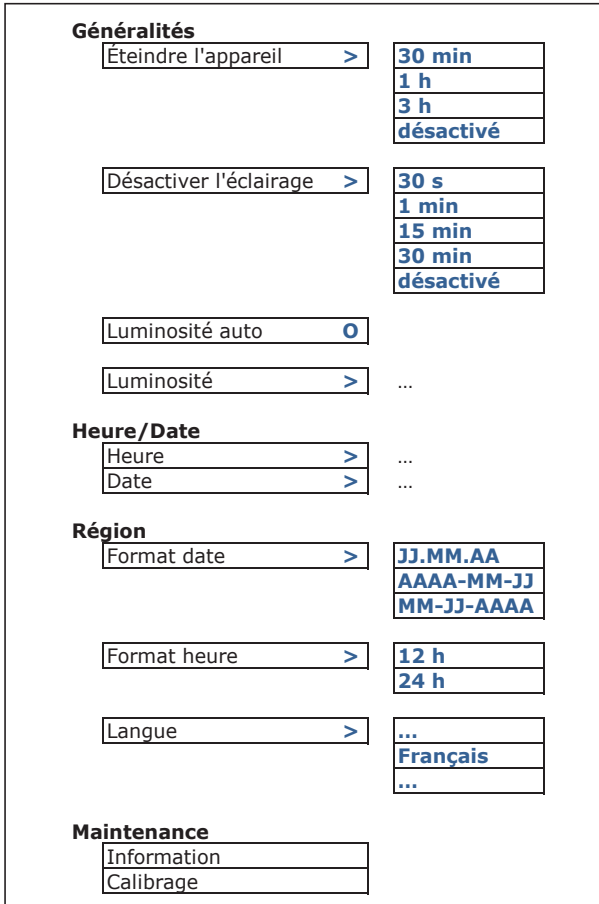 Généralités
Éteindre l'appareil > 30 min
1 h
3 h
désactivé
Désactiver l'éclairage > 30 s
1 min
15 min
30 min
désactivé
Luminosité auto O
Luminosité > ...
Heure/Date
Heure > ...
Date > ...
Région
Format date > JJ.MM.AA
AAAA-MM-JJ
MM-JJ-AAAA
Format heure > 12 h
24 h
Langue > ...
Français
...
Maintenance
Information
Calibrage